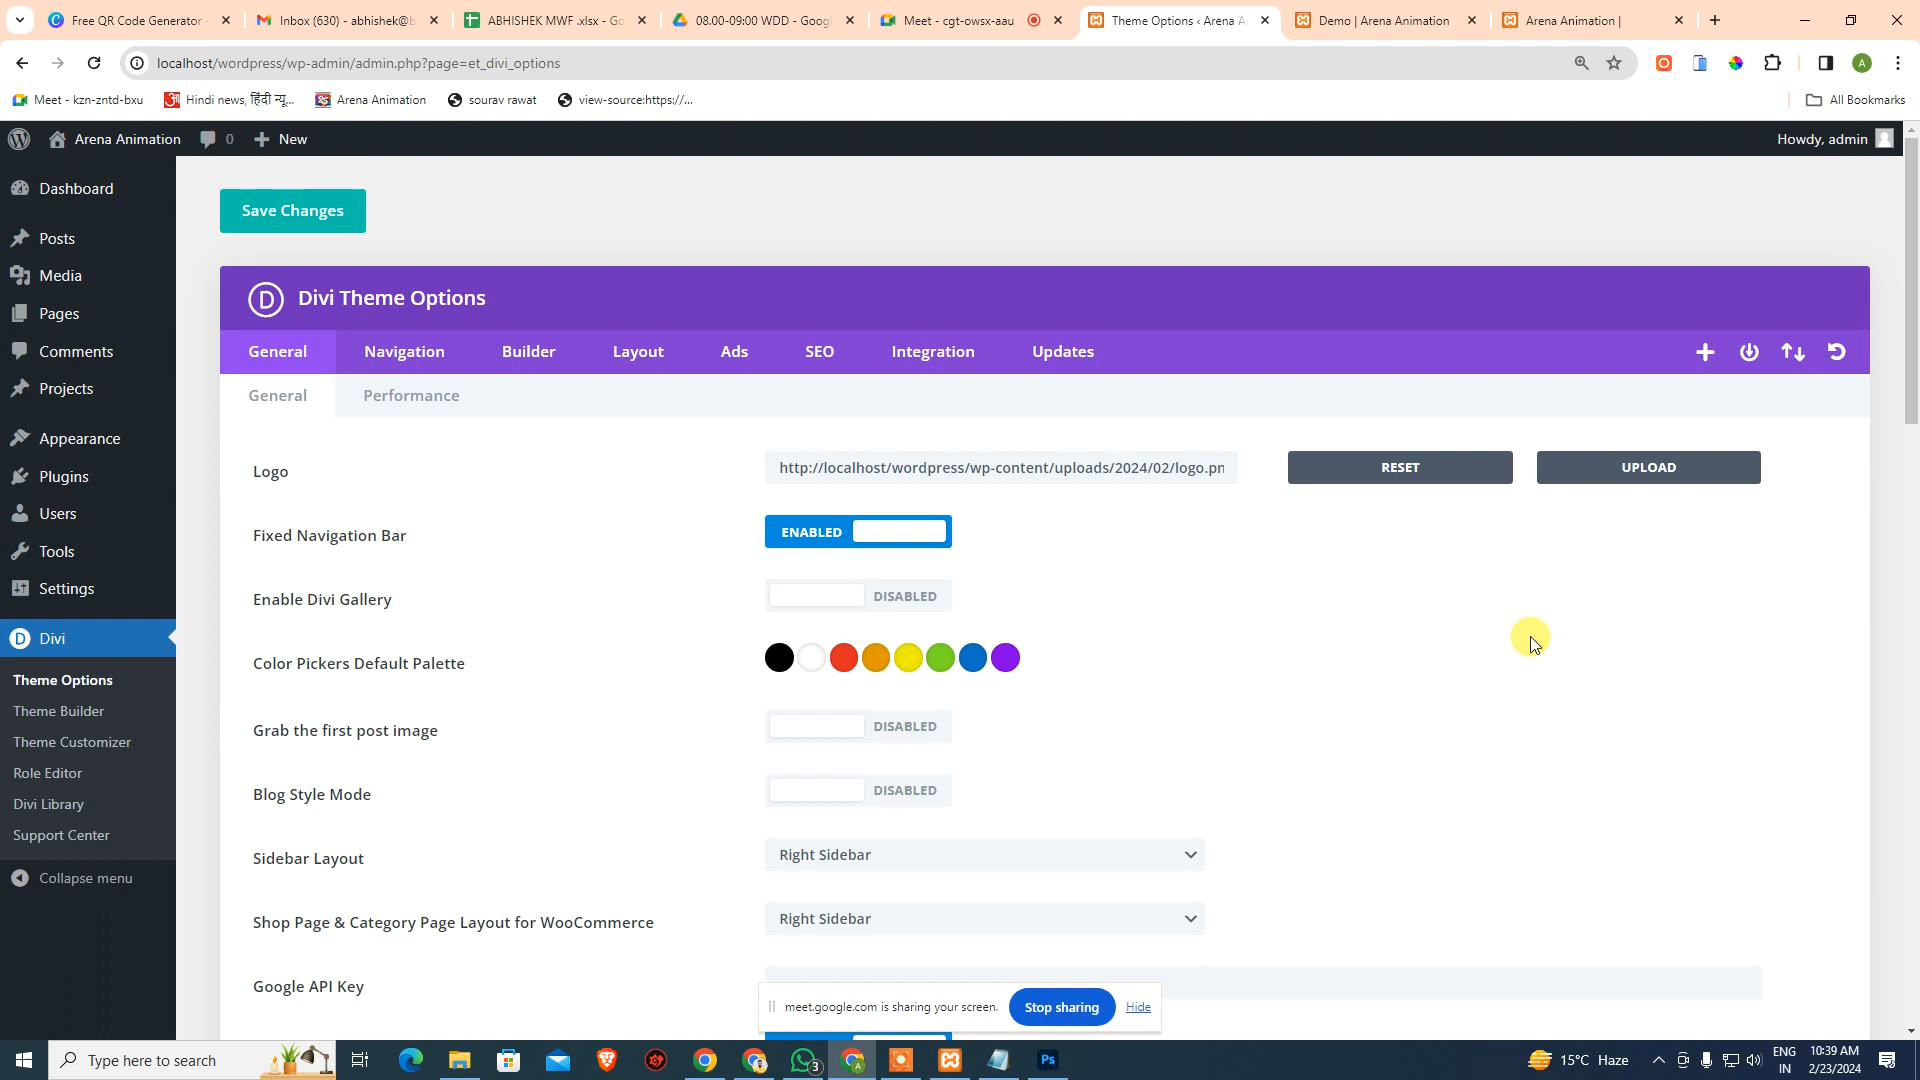 Free QR Code Generator
Inbox (630) - abhishek@b
ABHISHEK MWF .xlsx - Go
08.00-09:00 WDD - Googl
Meet - cgt-owsx-aau
Theme Options ‹ Arena A
Demo | Arena Animation
Arena Animation |
localhost/wordpress/wp-admin/admin.php?page=et_divi_options
A
Meet - kzn-zntd-bxu
Hindi news, हिंदी न्यू...
Arena Animation
sourav rawat
view-source:https://...
All Bookmarks
Arena Animation
0
New
Howdy, admin
Dashboard
Posts
Media
Pages
Comments
Projects
Appearance
Plugins
Users
Tools
Settings
Divi
Theme Options
Theme Builder
Theme Customizer
Role Editor
Divi Library
Support Center
Collapse menu
Save Changes
D
Divi Theme Options
General
Navigation
Builder
Layout
Ads
SEO
Integration
Updates
General
Performance
Logo
http://localhost/wordpress/wp-content/uploads/2024/02/logo.pn
RESET
UPLOAD
Fixed Navigation Bar
ENABLED
Enable Divi Gallery
DISABLED
Color Pickers Default Palette
Grab the first post image
DISABLED
Blog Style Mode
DISABLED
Sidebar Layout
Right Sidebar
Shop Page & Category Page Layout for WooCommerce
Right Sidebar
Google API Key
meet.google.com is sharing your screen.
Stop sharing
Hide
Type here to search
3
Ps
15°C Haze
ENG
IN
10:39 AM
2/23/2024